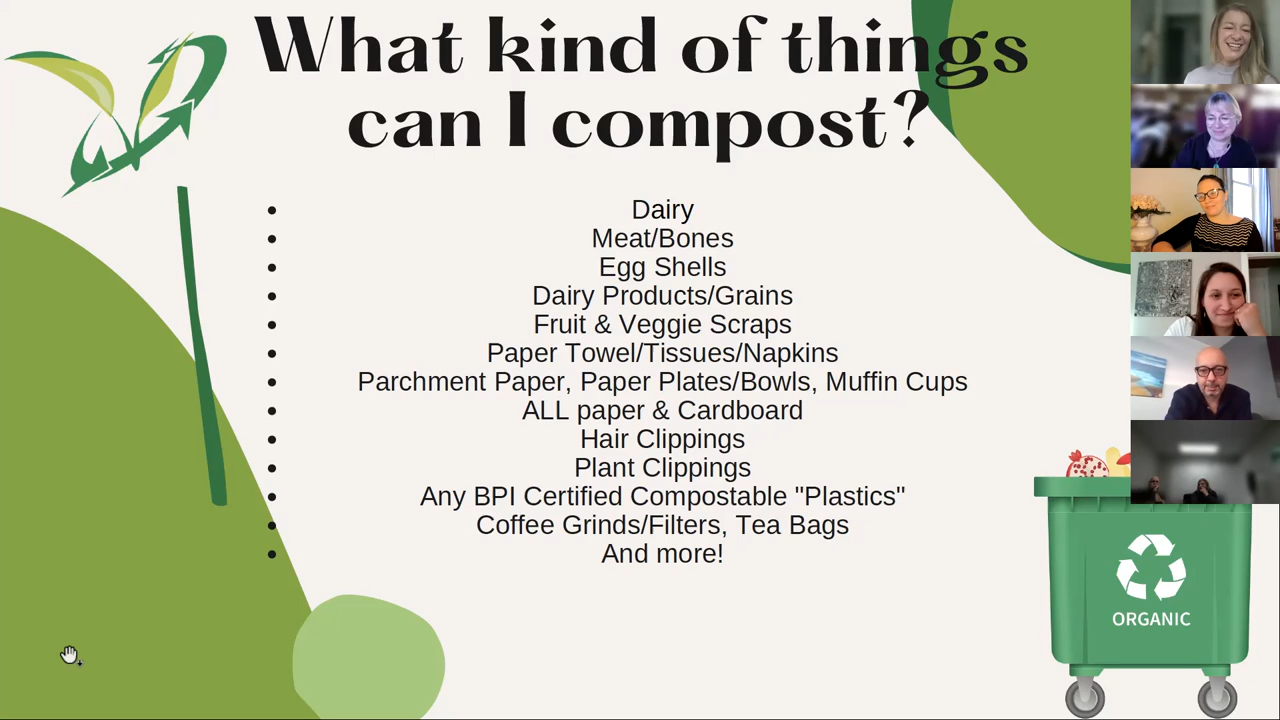 What kind of things
can I compost?
Dairy
Meat/Bones
Egg Shells
Dairy Products/Grains
Fruit & Veggie Scraps
Paper Towel/Tissues/Napkins
Parchment Paper, Paper Plates/Bowls, Muffin Cups
ALL paper & Cardboard
Hair Clippings
Plant Clippings
Any BPI Certified Compostable "Plastics"
Coffee Grinds/Filters, Tea Bags
And more!
ORGANIC